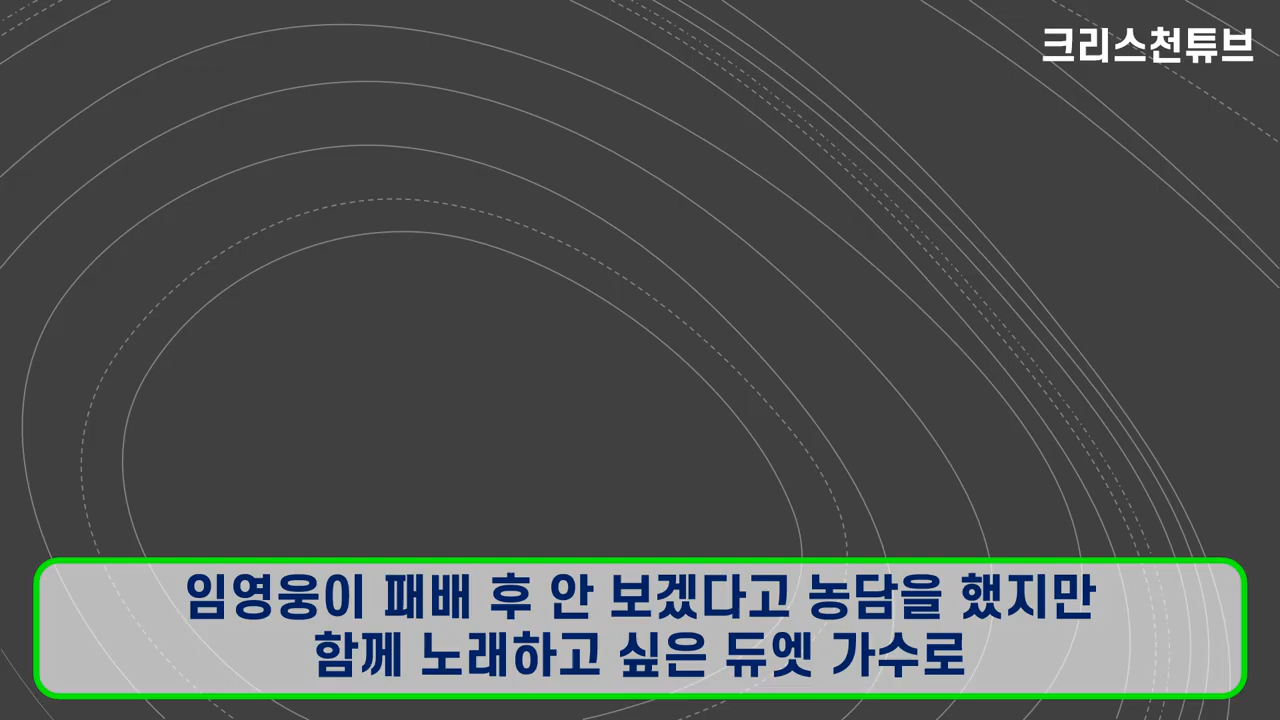 크리스천튜브
임영웅이 패배 후 안 보겠다고 농담을 했지만
함께 노래하고 싶은 듀엣 가수로